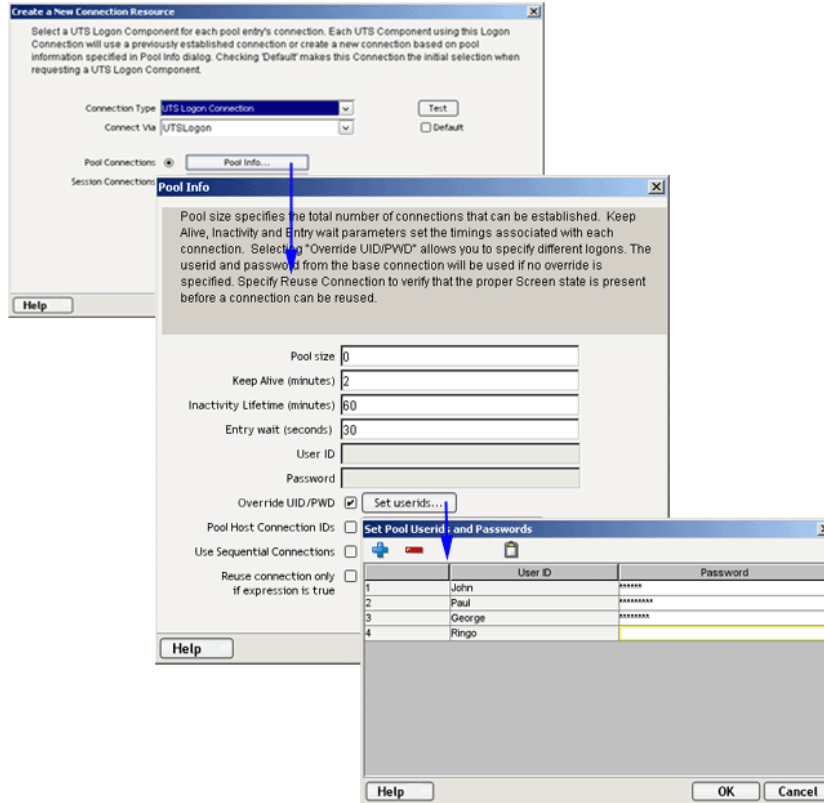 Create a New Connection Resource
Select a UTS Logon Component for each pool entry's connection. Each UTS Component using this Logon
Connection will use a previously established connection or create a new connection based on pool
information specified in Pool Info dialog. Checking 'Default' makes this Connection the initial selection when
requesting a UTS Logon Component.
Connection Type UTS Logon Connection Test
Connect Via UTSLogon Default
Pool Connections Pool Info...
Session Connections
Help
Pool Info
Pool size specifies the total number of connections that can be established. Keep
Alive, Inactivity and Entry wait parameters set the timings associated with each
connection. Selecting "Override UID/PWD" allows you to specify different logons. The
userid and password from the base connection will be used if no override is
specified. Specify Reuse Connection to verify that the proper Screen state is present
before a connection can be reused.
Pool size 0
Keep Alive (minutes) 2
Inactivity Lifetime (minutes) 60
Entry wait (seconds) 30
User ID
Password
Override UID/PWD Set userids...
Pool Host Connection IDs
Use Sequential Connections
Reuse connection only
if expression is true
Help
Set Pool Userids and Passwords
User ID Password
1 John ******
2 Paul *********
3 George ********
4 Ringo
Help OK Cancel